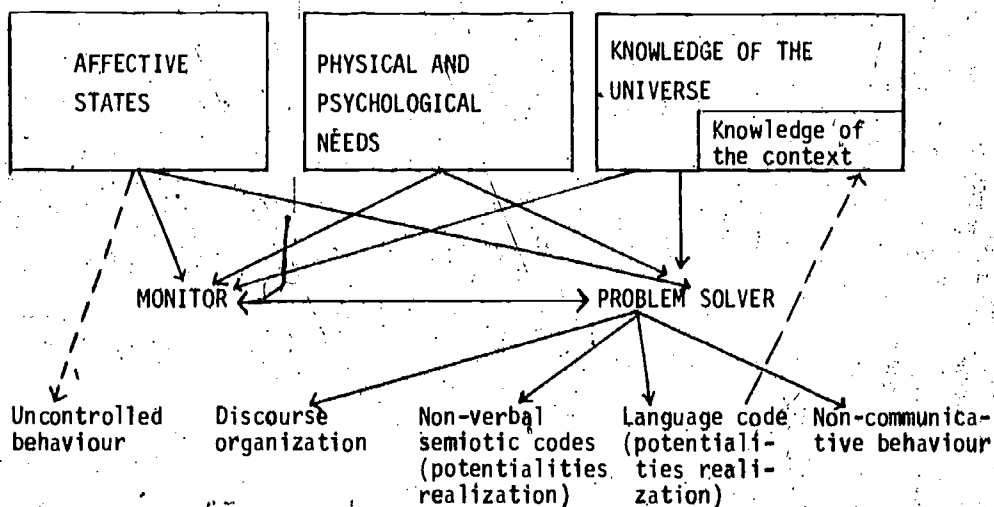 AFFECTIVE
STATES
PHYSICAL AND
PSYCHOLOGICAL
NEEDS
KNOWLEDGE OF THE
UNIVERSE
Knowledge of
the context
MONITOR
PROBLEM SOLVER
Uncontrolled
behaviour
Discourse
organization
Non-verbal
semiotic codes
(potentialities
realization)
Language code
(potentiali-
ties reali-
zation)
Non-communica-
tive behaviour